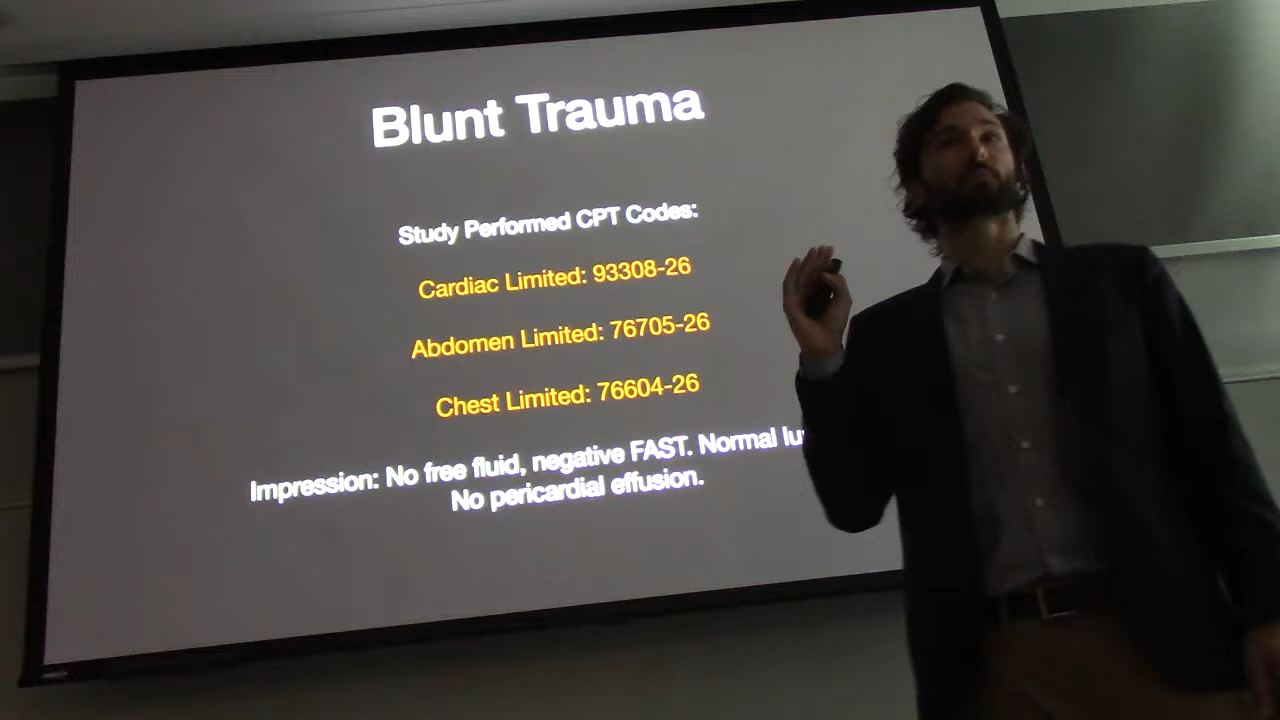 Blunt Trauma
Study Performed CPT Codes:
Cardiac Limited: 93308-26
Abdomen Limited: 76705-26
Chest Limited: 76604-26
Impression: No free fluid, negative FAST. Normal
No pericardial effusion.